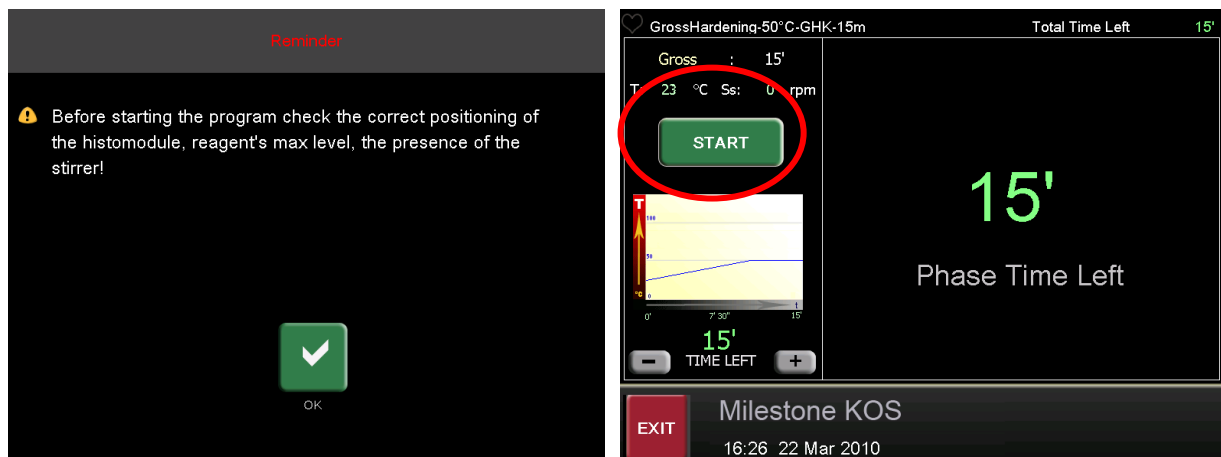 Reminder
Before starting the program check the correct positioning of
the histomodule, reagent's max level, the presence of the
stirrer!
OK
GrossHardening-50°C-GHK-15m Total Time Left 15'
Gross : 15'
T: 23 °C Ss: 0 rpm
START
T
100
50
°C 0
1
0' 7'30" 15'
15'
TIME LEFT
15'
Phase Time Left
EXIT
Milestone KOS
16:26 22 Mar 2010